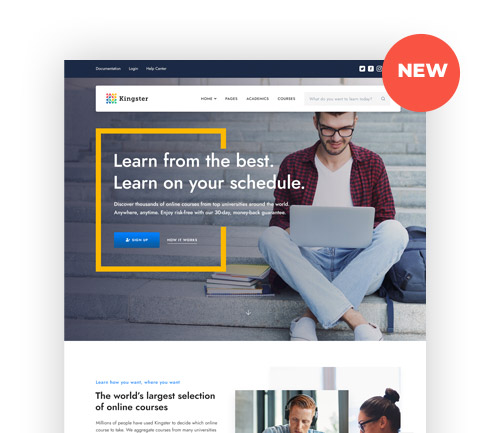 NEW
Documentation Login Help Center
Kingster
HOME PAGES ACADEMICS COURSES What do you want to learn today?
Learn from the best.
Learn on your schedule.
Discover thousands of online courses from top universities around the world.
Anywhere, anytime. Enjoy risk-free with our 30-day, money-back guarantee.
SIGN UP HOW IT WORKS
Learn how you want, where you want
The world's largest selection
of online courses
Millions of people have used Kingster to decide which online
course to take. We aggregate courses from many universities